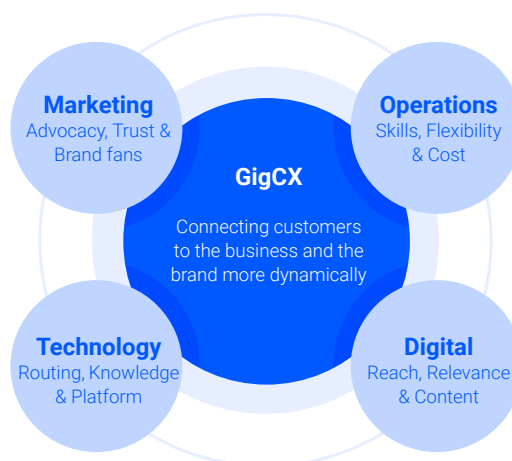 Marketing
Advocacy, Trust &
Brand fans
Operations
Skills, Flexibility
& Cost
GigCX
Connecting customers
to the business and the
brand more dynamically
Technology
Routing, Knowledge
& Platform
Digital
Reach, Relevance
& Content